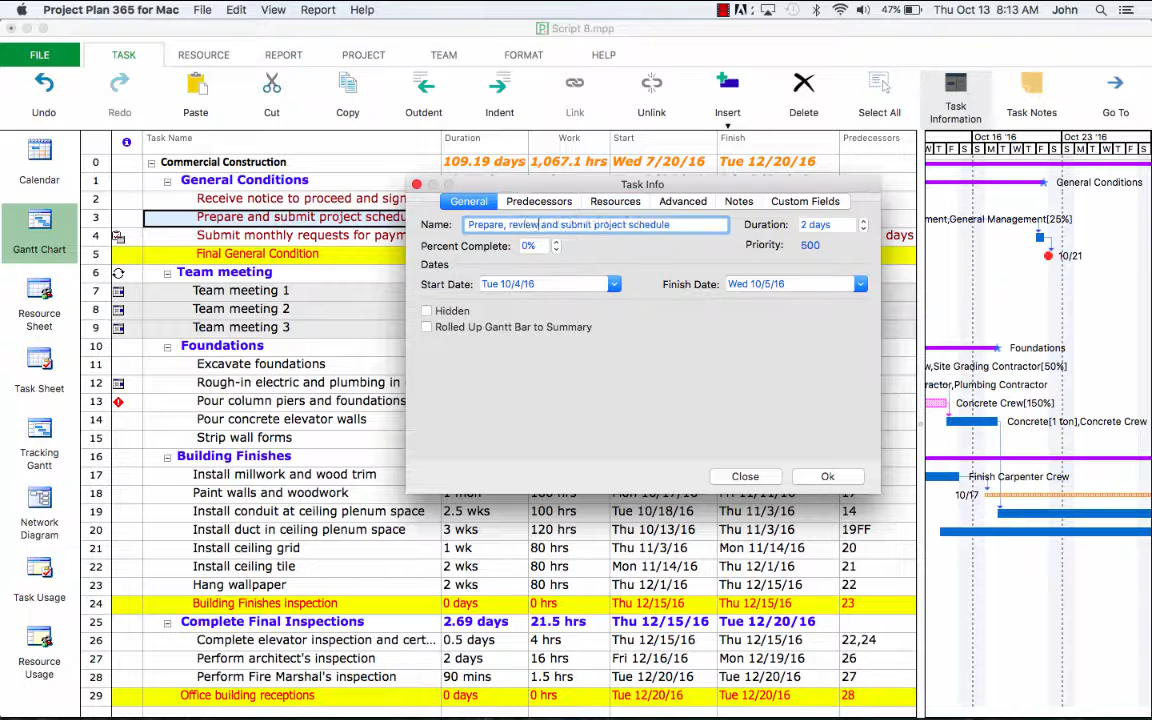 Project Plan 365 for Mac File Edit View Report Help 47% Thu Oct 13 8:13 AM John
Script 8.mpp
FILE TASK RESOURCE REPORT PROJECT TEAM FORMAT HELP
Undo Redo Paste Cut Copy Outdent Indent Link Unlink Insert Delete Select All Task Information Task Notes Go To
Calendar
Gantt Chart
Resource Sheet
Task Sheet
Tracking Gantt
Network Diagram
Task Usage
Resource Usage
Task Name Duration Work Start Finish Predecessors
0 Commercial Construction 109.19 days 1,067.1 hrs Wed 7/20/16 Tue 12/20/16
1 General Conditions
2 Receive notice to proceed and sign
3 Prepare and submit project schedu
4 Submit monthly requests for paym days
5 Final General Condition
6 Team meeting
7 Team meeting 1
8 Team meeting 2
9 Team meeting 3
10 Foundations
11 Excavate foundations
12 Rough-in electric and plumbing in
13 Pour column piers and foundations
14 Pour concrete elevator walls
15 Strip wall forms
16 Building Finishes
17 Install millwork and wood trim
18 Paint walls and woodwork
19 Install conduit at ceiling plenum space 2.5 wks 100 hrs Tue 10/18/16 Thu 11/3/16 14
20 Install duct in ceiling plenum space 3 wks 120 hrs Thu 10/13/16 Thu 11/3/16 19FF
21 Install ceiling grid 1 wk 80 hrs Thu 11/3/16 Mon 11/14/16 20
22 Install ceiling tile 2 wks 80 hrs Mon 11/14/16 Thu 12/1/16 21
23 Hang wallpaper 2 wks 80 hrs Thu 12/1/16 Thu 12/15/16 22
24 Building Finishes inspection 0 days 0 hrs Thu 12/15/16 Thu 12/15/16 23
25 Complete Final Inspections 2.69 days 21.5 hrs Thu 12/15/16 Tue 12/20/16
26 Complete elevator inspection and cert... 0.5 days 4 hrs Thu 12/15/16 Thu 12/15/16 22,24
27 Perform architect's inspection 2 days 16 hrs Fri 12/16/16 Mon 12/19/16 26
28 Perform Fire Marshal's inspection 90 mins 1.5 hrs Tue 12/20/16 Tue 12/20/16 27
29 Office building receptions 0 days 0 hrs Tue 12/20/16 Tue 12/20/16 28
Task Info
General Predecessors Resources Advanced Notes Custom Fields
Name: Prepare, review and submit project schedule Duration: 2 days
Percent Complete: 0% Priority: 500
Dates
Start Date: Tue 10/4/16 Finish Date: Wed 10/5/16
Hidden
Rolled Up Gantt Bar to Summary
Close Ok
Oct 16 '16 Oct 23 '16
W T F S S M T W T F S S M T W T F S
General Conditions
ment,General Management[25%]
10/21
Foundations
w,Site Grading Contractor[50%]
ractor,Plumbing Contractor
Concrete Crew[150%]
Concrete[1 ton],Concrete Crew
Finish Carpenter Crew
10/17